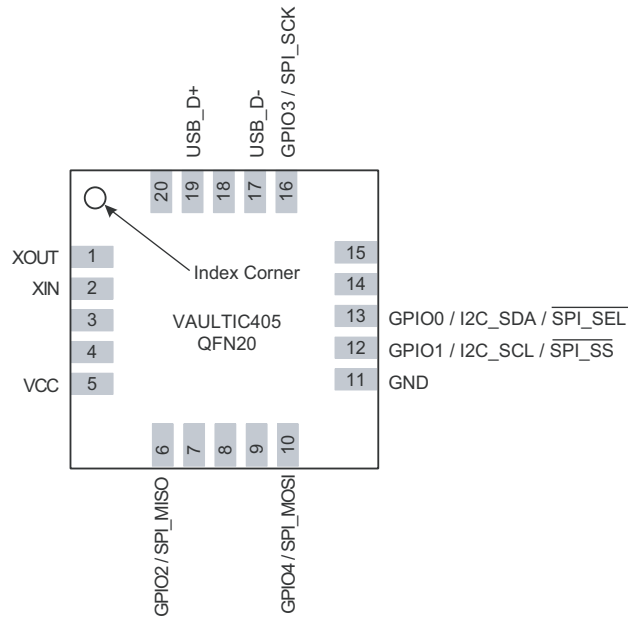 USB_D+
USB_D-
GPIO3 / SPI_SCK
20
19
18
17
16
XOUT 1
XIN 2
3
4
VCC 5
Index Corner
VAULTIC405
QFN20
15
14
13 GPIO0 / I2C_SDA / SPI_SEL
12 GPIO1 / I2C_SCL / SPI_SS
11 GND
6
7
8
9
10
GPIO2 / SPI_MISO
GPIO4 / SPI_MOSI